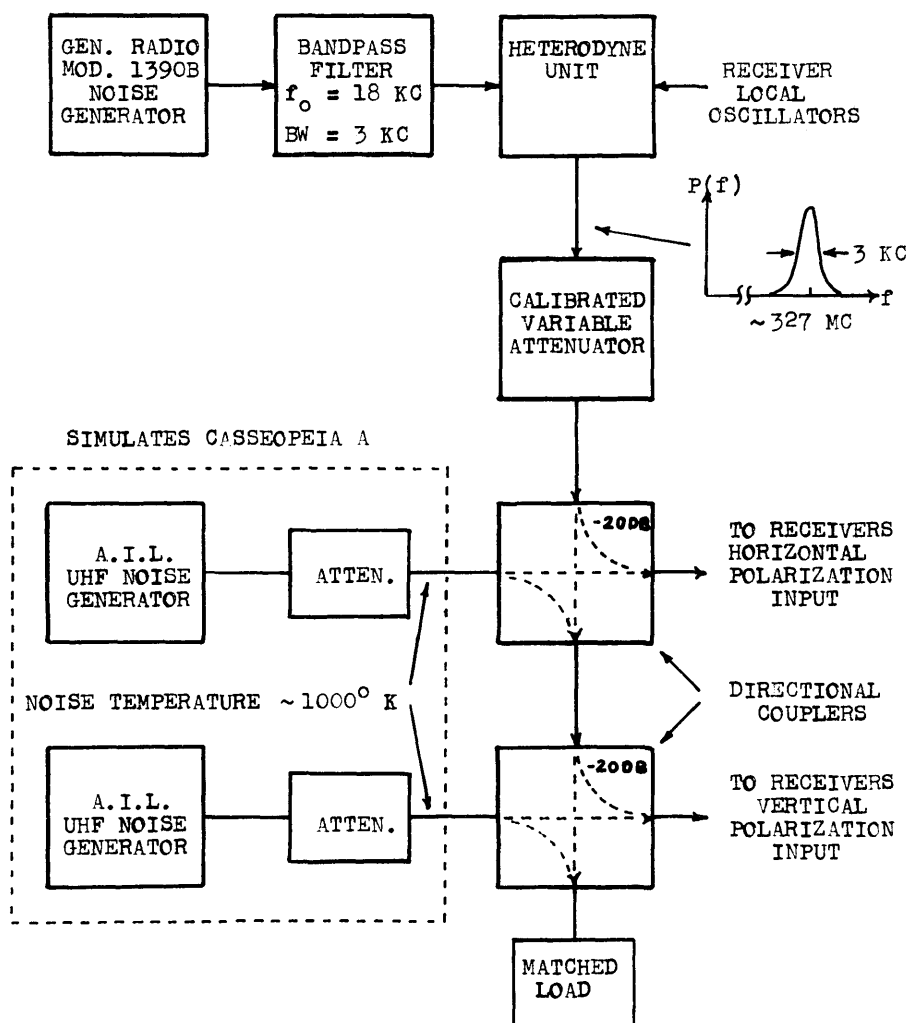 GEN. RADIO
MOD. 1390B
NOISE
GENERATOR
BANDPASS
FILTER
fo = 18 KC
BW = 3 KC
HETERODYNE
UNIT
RECEIVER
LOCAL
OSCILLATORS
P(f)
3 KC
f
~327 MC
CALIBRATED
VARIABLE
ATTENUATOR
SIMULATES CASSEOPEIA A
A.I.L.
UHF NOISE
GENERATOR
ATTEN.
-20DB
TO RECEIVERS
HORIZONTAL
POLARIZATION
INPUT
NOISE TEMPERATURE ~1000° K
DIRECTIONAL
COUPLERS
A.I.L.
UHF NOISE
GENERATOR
ATTEN.
-20DB
TO RECEIVERS
VERTICAL
POLARIZATION
INPUT
MATCHED
LOAD